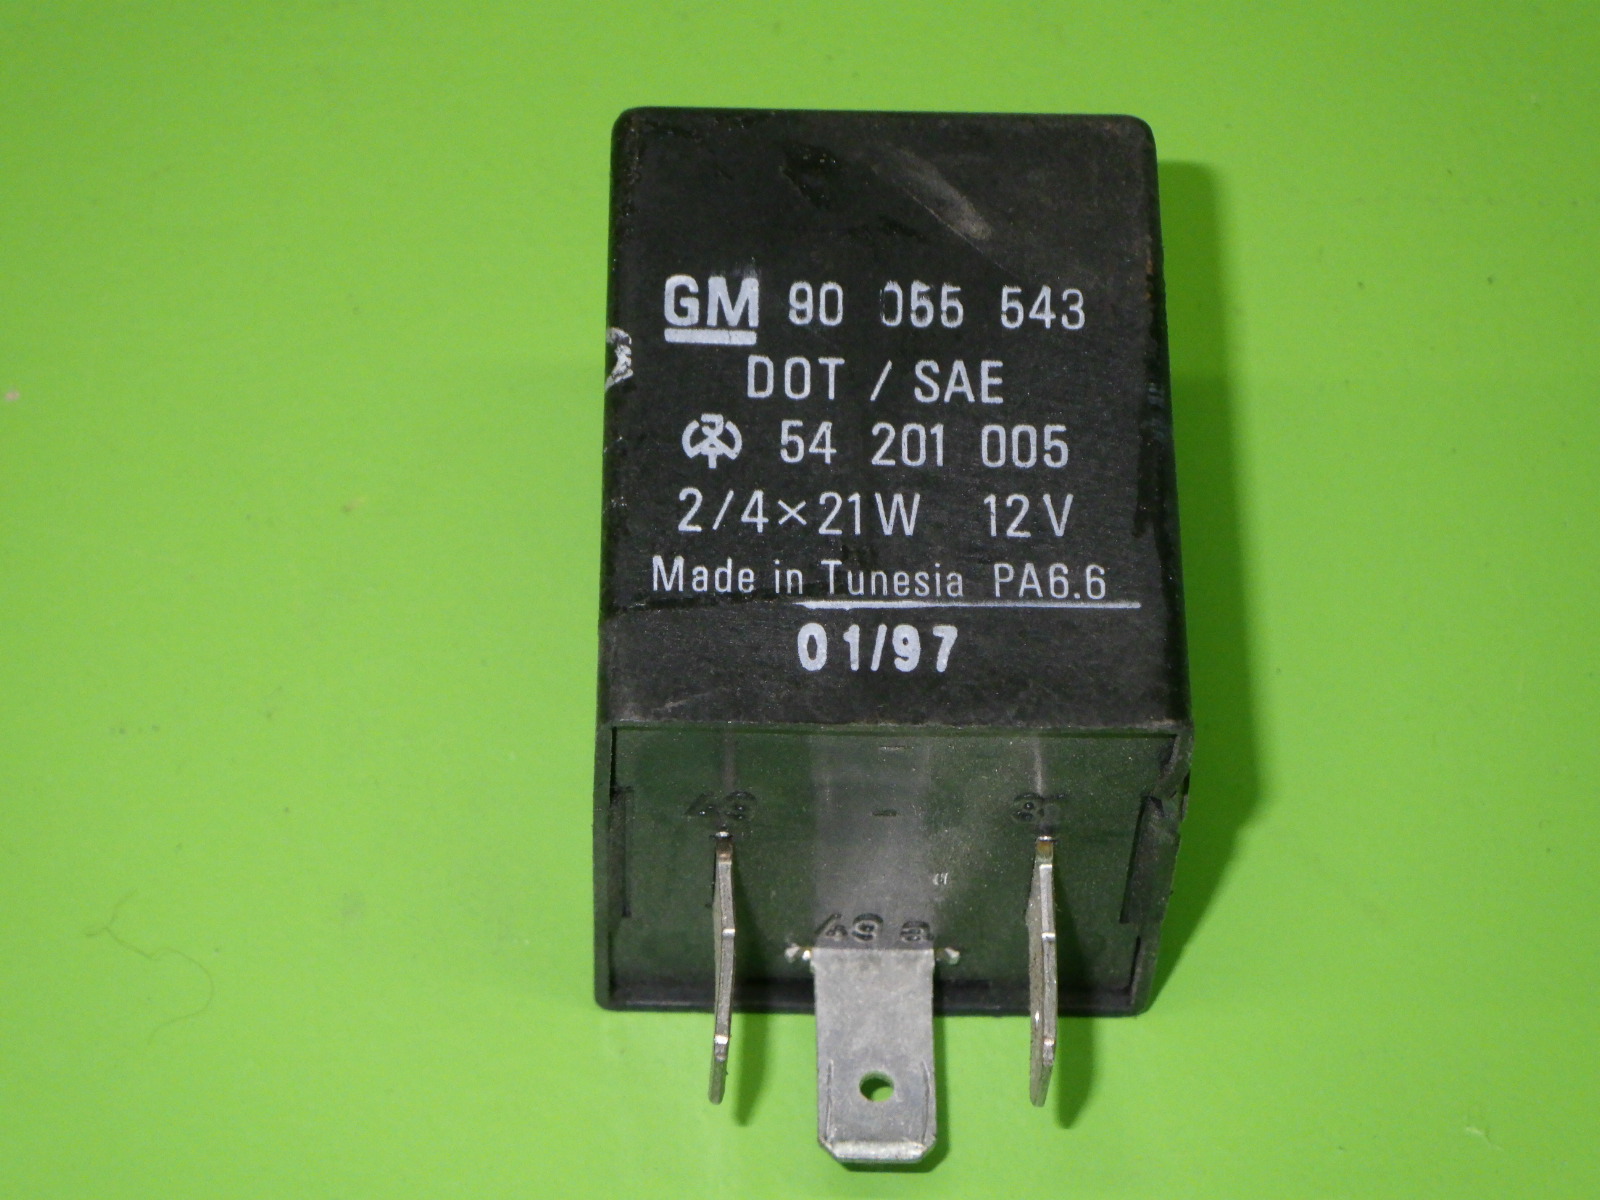 GM 90 055 543
DOT / SAE
54 201 005
2/4×21W 12V
Made in Tunesia PA6.6
01/97
49 31
49a